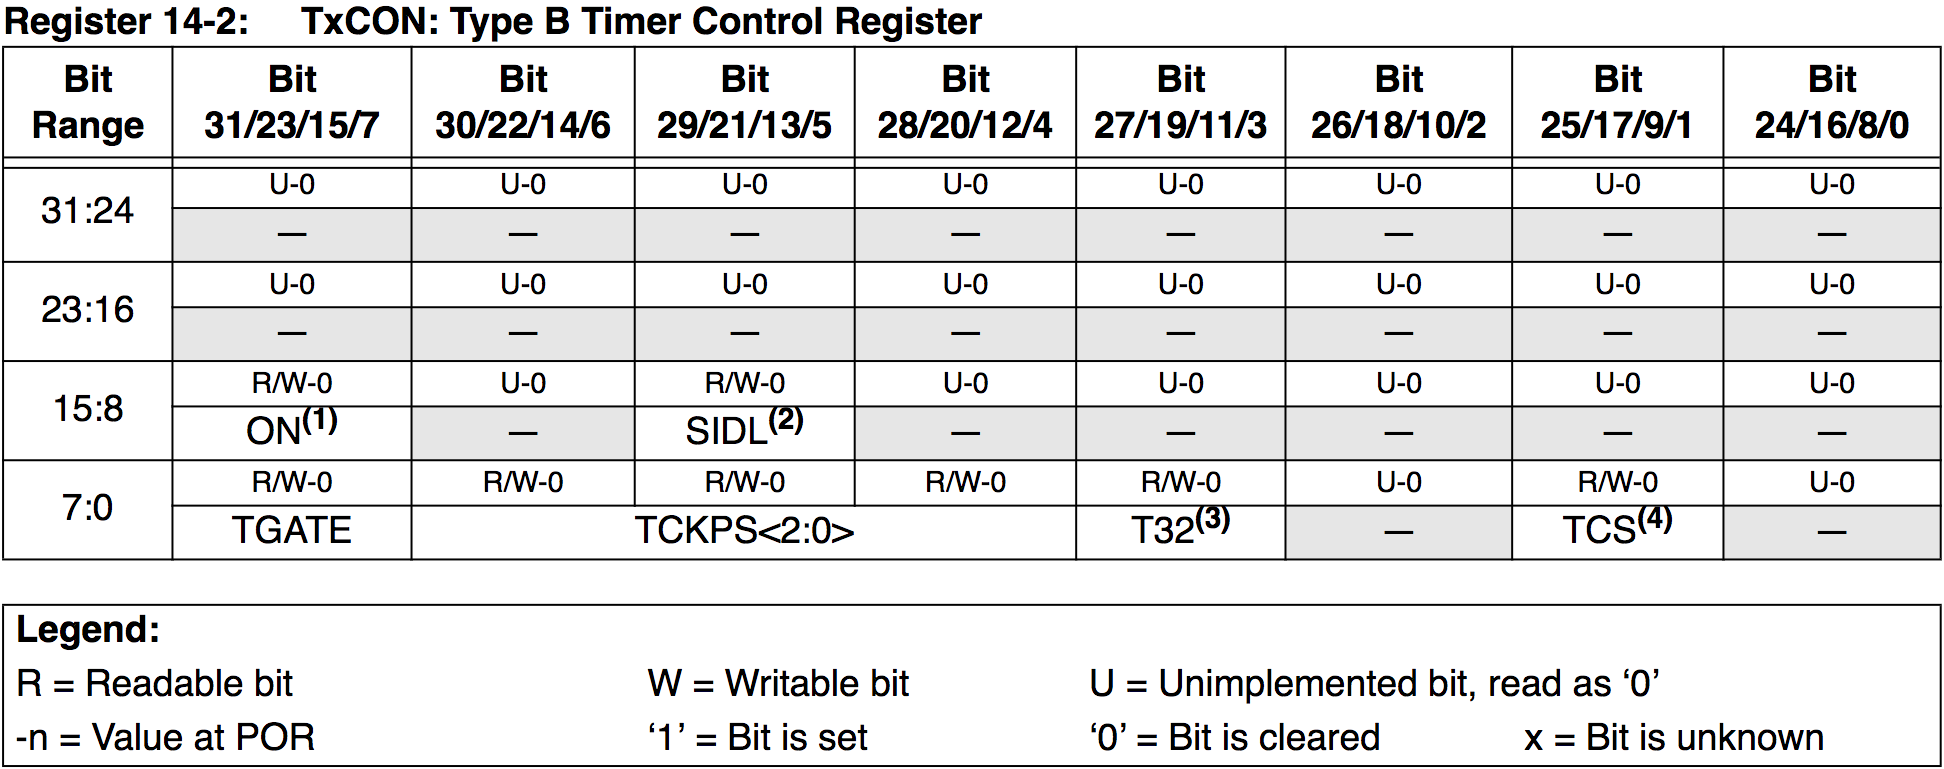 Register 14-2: TxCON: Type B Timer Control Register
Bit Range Bit 31/23/15/7 Bit 30/22/14/6 Bit 29/21/13/5 Bit 28/20/12/4 Bit 27/19/11/3 Bit 26/18/10/2 Bit 25/17/9/1 Bit 24/16/8/0
31:24 U-0 U-0 U-0 U-0 U-0 U-0 U-0 U-0
— — — — — — — —
23:16 U-0 U-0 U-0 U-0 U-0 U-0 U-0 U-0
— — — — — — — —
15:8 R/W-0 U-0 R/W-0 U-0 U-0 U-0 U-0 U-0
ON(1) — SIDL(2) — — — — —
7:0 R/W-0 R/W-0 R/W-0 R/W-0 R/W-0 U-0 R/W-0 U-0
TGATE TCKPS<2:0> T32(3) — TCS(4) —
Legend:
R = Readable bit W = Writable bit U = Unimplemented bit, read as ‘0’
-n = Value at POR ‘1’ = Bit is set ‘0’ = Bit is cleared x = Bit is unknown